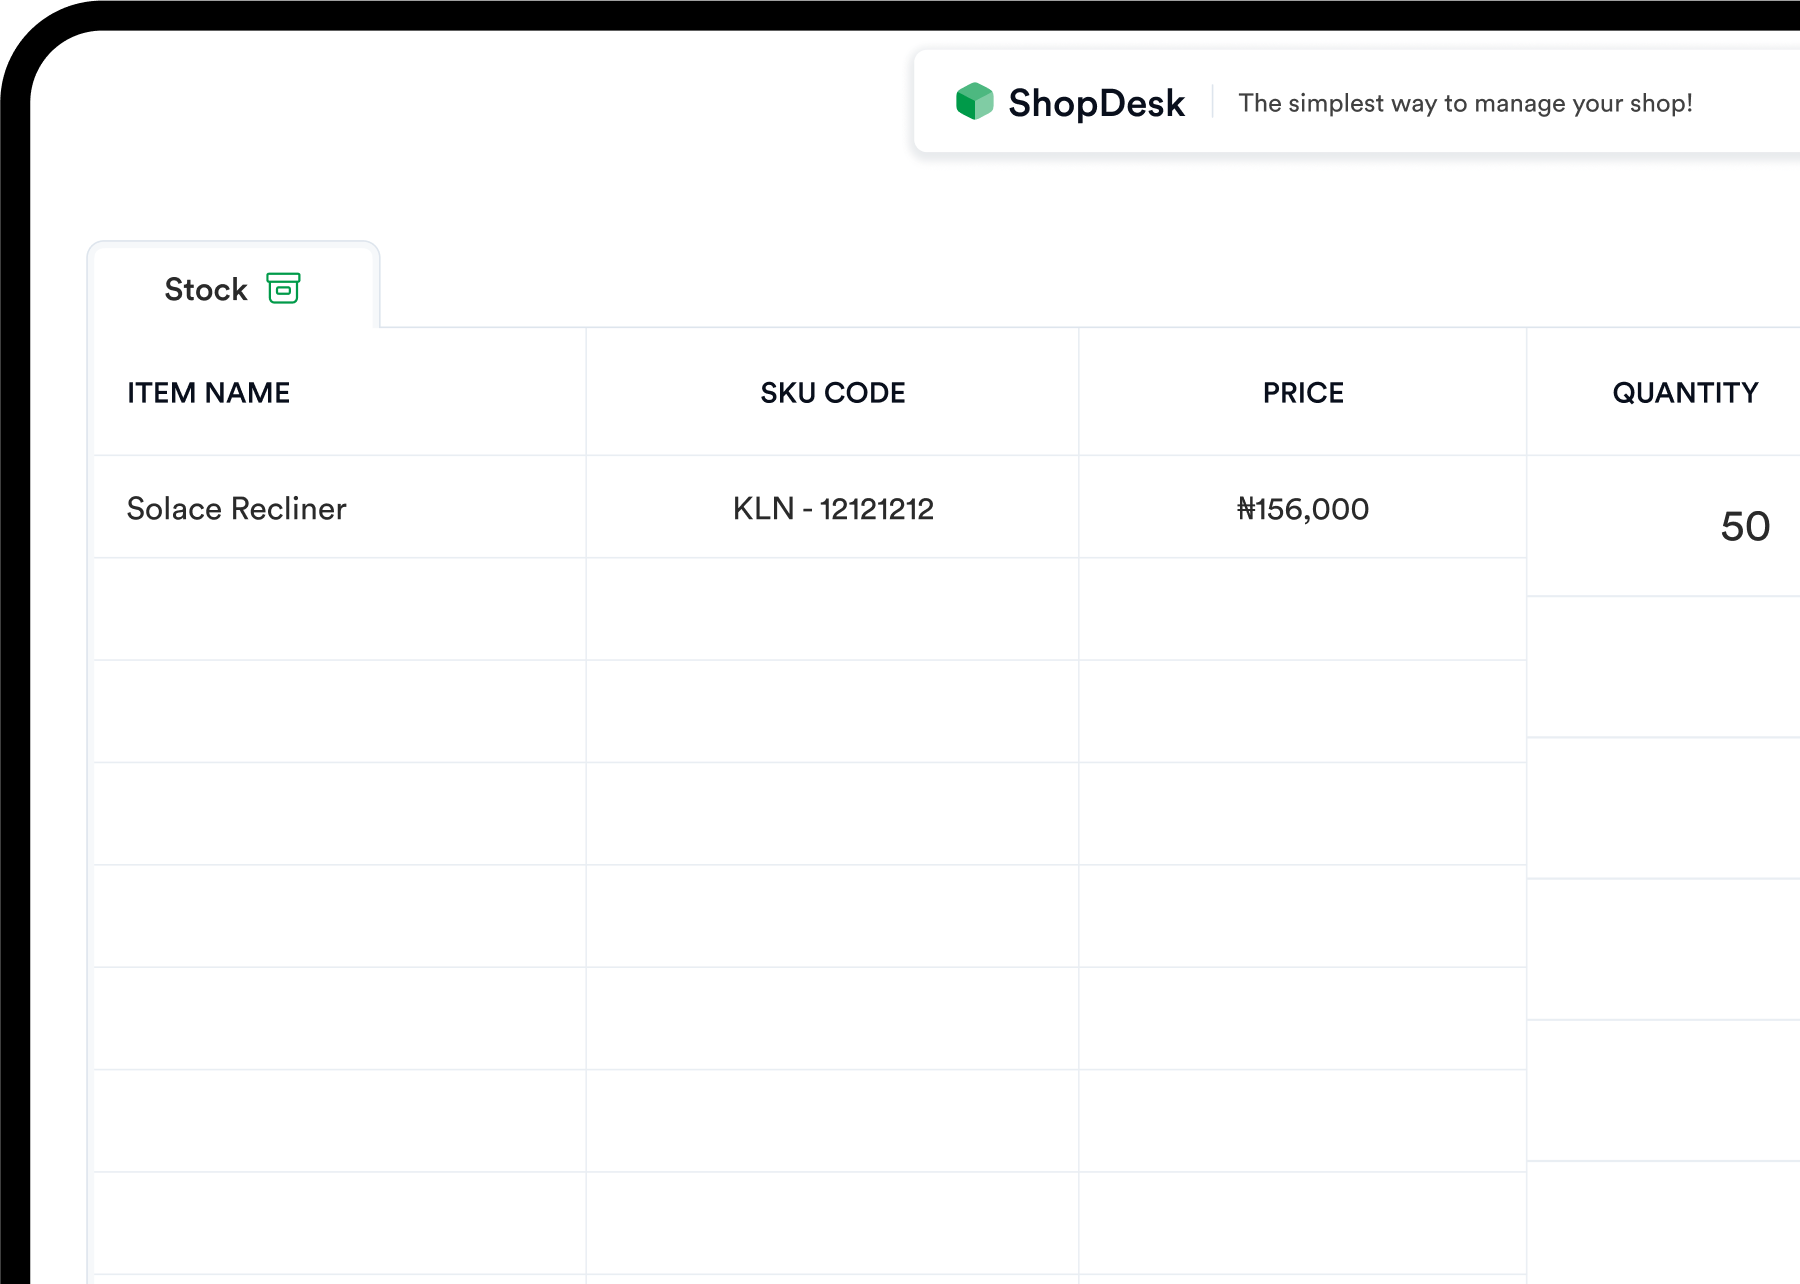 ShopDesk
The simplest way to manage your shop!
Stock
ITEM NAME SKU CODE PRICE QUANTITY
Solace Recliner KLN - 12121212 ₦156,000 50